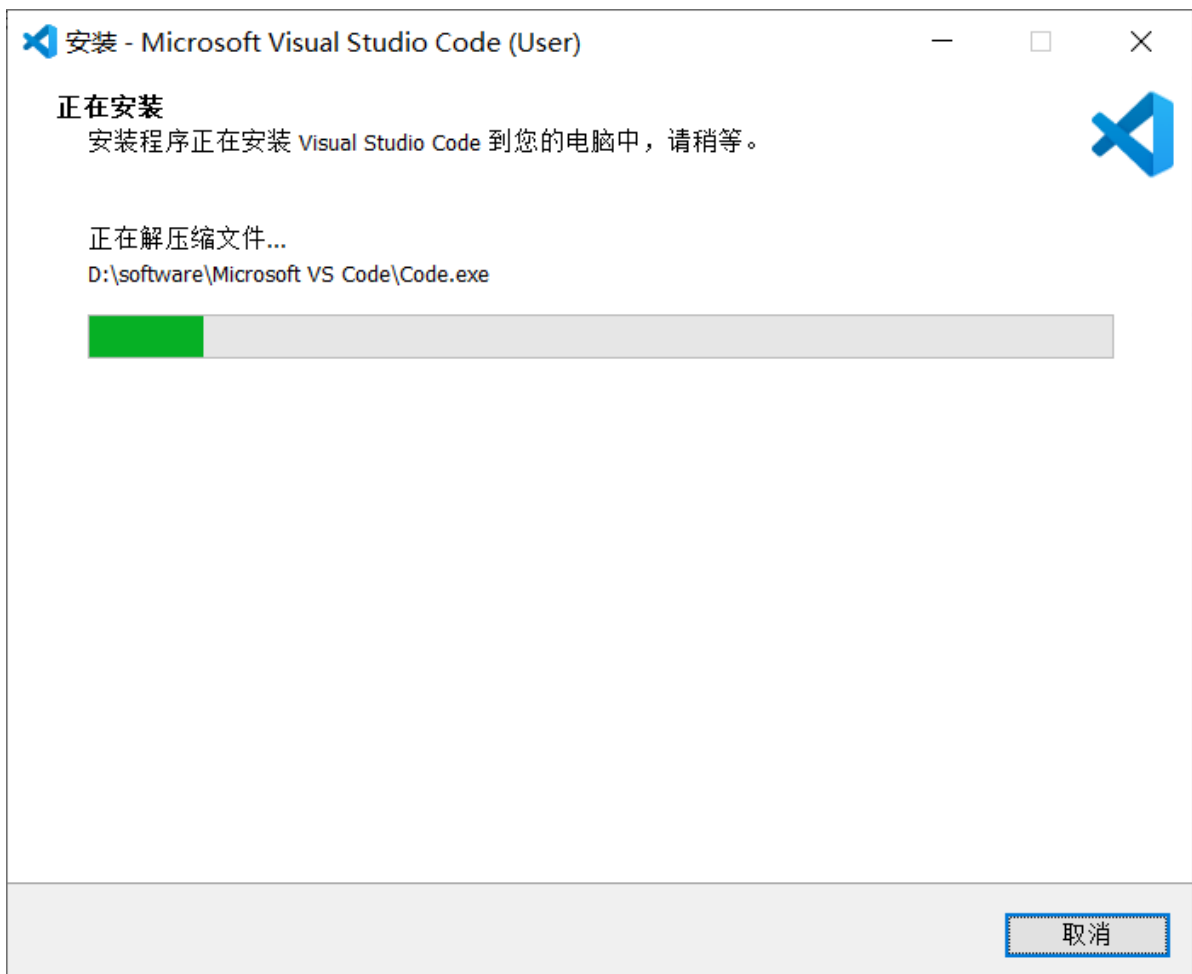 安装 - Microsoft Visual Studio Code (User)
正在安装
安装程序正在安装 Visual Studio Code 到您的电脑中，请稍等。
正在解压缩文件...
D:\software\Microsoft VS Code\Code.exe
取消